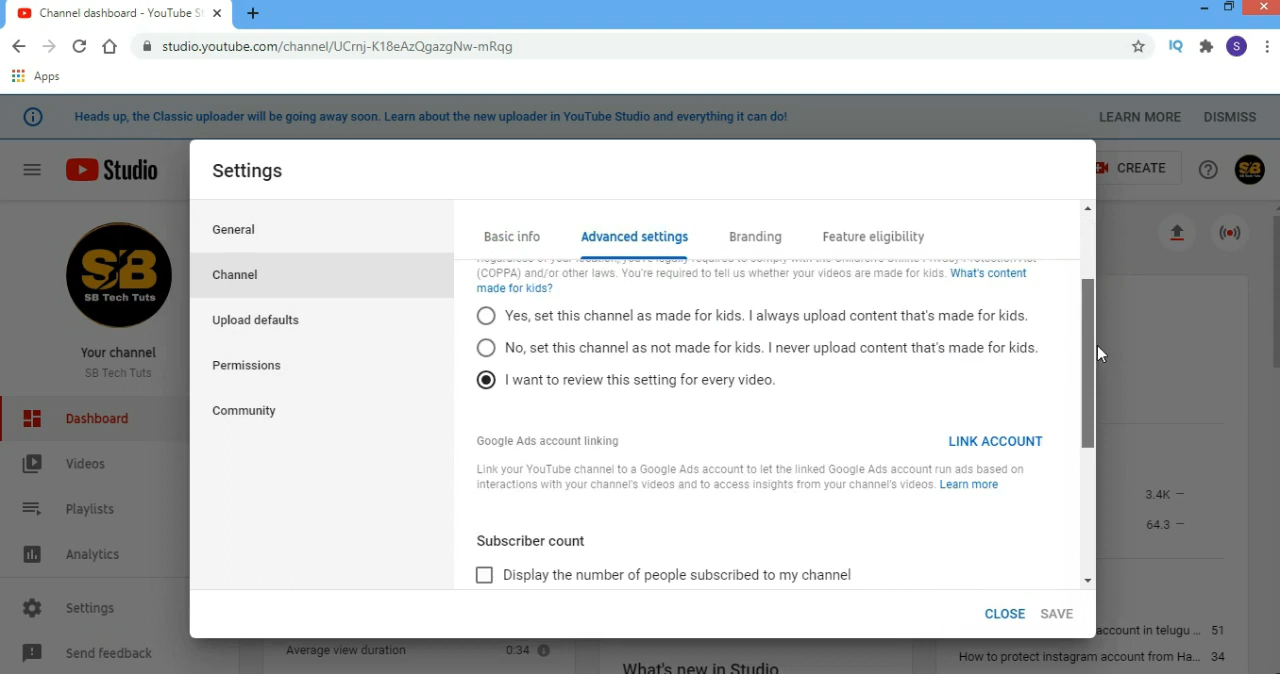 Channel dashboard - YouTube St
studio.youtube.com/channel/UCrnj-K18eAzQgazgNw-mRqg
IQ
S
Apps
Heads up, the Classic uploader will be going away soon. Learn about the new uploader in YouTube Studio and everything it can do!
LEARN MORE
DISMISS
Studio
CREATE
SB
SB Tech Tuts
Your channel
SB Tech Tuts
Dashboard
Videos
Playlists
Analytics
Settings
Send feedback
Settings
General
Channel
Upload defaults
Permissions
Community
Basic info
Advanced settings
Branding
Feature eligibility
(COPPA) and/or other laws. You're required to tell us whether your videos are made for kids. What's content
made for kids?
Yes, set this channel as made for kids. I always upload content that's made for kids.
No, set this channel as not made for kids. I never upload content that's made for kids.
I want to review this setting for every video.
Google Ads account linking
LINK ACCOUNT
Link your YouTube channel to a Google Ads account to let the linked Google Ads account run ads based on
interactions with your channel's videos and to access insights from your channel's videos. Learn more
Subscriber count
Display the number of people subscribed to my channel
CLOSE
SAVE
3.4K —
64.3 —
Average view duration
0:34
What's new in Studio
account in telugu ... 51
How to protect instagram account from Ha... 34